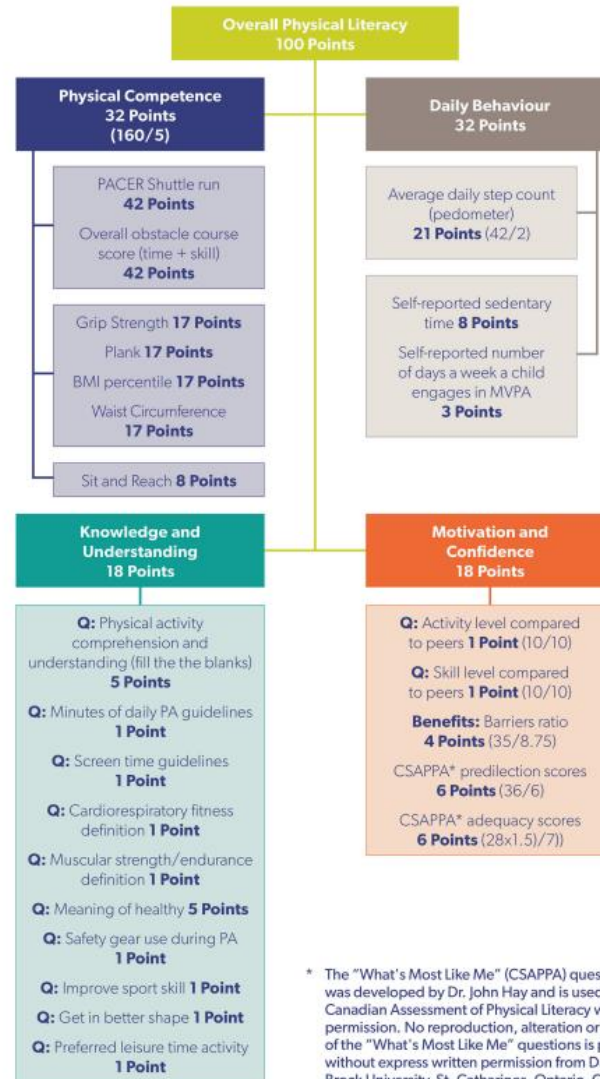 Overall Physical Literacy
100 Points
Physical Competence
32 Points
(160/5)
PACER Shuttle run
42 Points
Overall obstacle course
score (time + skill)
42 Points
Grip Strength 17 Points
Plank 17 Points
BMI percentile 17 Points
Waist Circumference
17 Points
Sit and Reach 8 Points
Daily Behaviour
32 Points
Average daily step count
(pedometer)
21 Points (42/2)
Self-reported sedentary
time 8 Points
Self-reported number
of days a week a child
engages in MVPA
3 Points
Knowledge and
Understanding
18 Points
Q: Physical activity
comprehension and
understanding (fill the the blanks)
5 Points
Q: Minutes of daily PA guidelines
1 Point
Q: Screen time guidelines
1 Point
Q: Cardiorespiratory fitness
definition 1 Point
Q: Muscular strength/endurance
definition 1 Point
Q: Meaning of healthy 5 Points
Q: Safety gear use during PA
1 Point
Q: Improve sport skill 1 Point
Q: Get in better shape 1 Point
Q: Preferred leisure time activity
1 Point
Motivation and
Confidence
18 Points
Q: Activity level compared
to peers 1 Point (10/10)
Q: Skill level compared
to peers 1 Point (10/10)
Benefits: Barriers ratio
4 Points (35/8.75)
CSAPPA* predilection scores
6 Points (36/6)
CSAPPA* adequacy scores
6 Points (28x1.5)/7))
* The "What's Most Like Me" (CSAPPA)
was developed by Dr. John Hay and is used
Canadian Assessment of Physical Literacy
permission. No reproduction, alteration or
of the "What's Most Like Me" questions is
without express written permission from
Brock University, St. Catharines, Ontario,